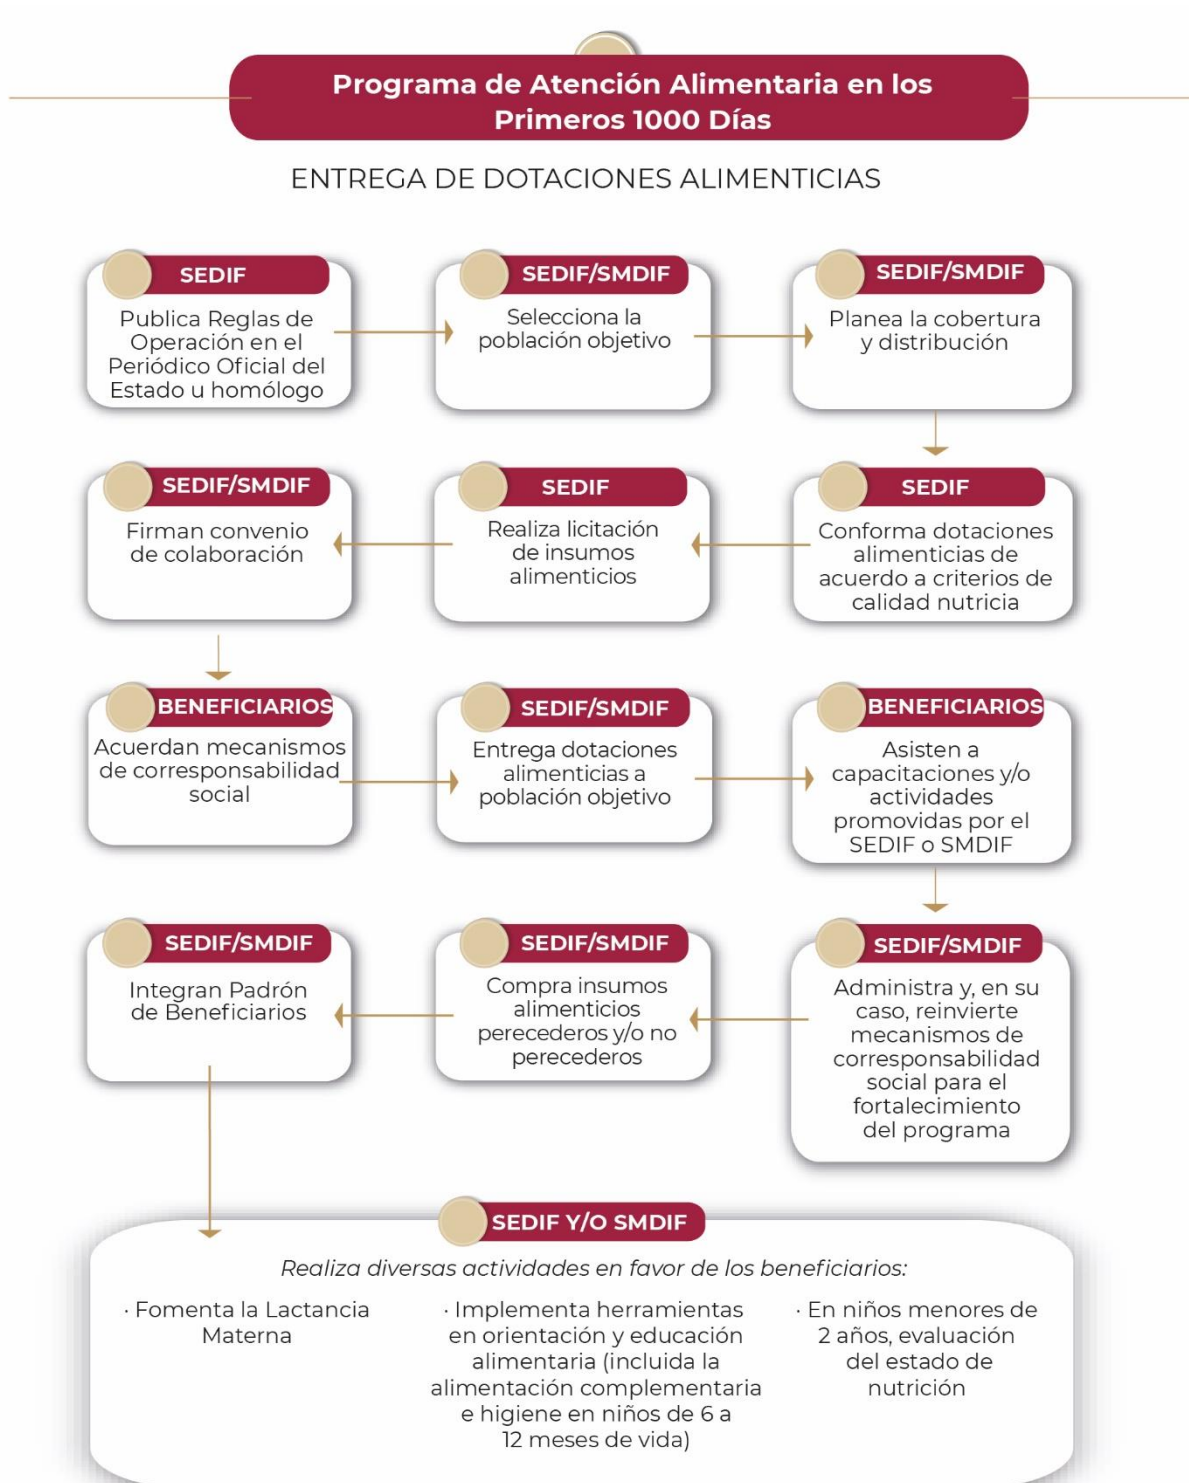 Programa de Atención Alimentaria en los
Primeros 1000 Días
ENTREGA DE DOTACIONES ALIMENTICIAS
SEDIF
Publica Reglas de
Operación en el
Periódico Oficial del
Estado u homólogo
SEDIF/SMDIF
Selecciona la
población objetivo
SEDIF/SMDIF
Planea la cobertura
y distribución
SEDIF
Conforma dotaciones
alimenticias de
acuerdo a criterios de
calidad nutricia
SEDIF
Realiza licitación
de insumos
alimenticios
SEDIF/SMDIF
Firman convenio
de colaboración
BENEFICIARIOS
Acuerdan mecanismos
de corresponsabilidad
social
SEDIF/SMDIF
Entrega dotaciones
alimenticias a
población objetivo
BENEFICIARIOS
Asisten a
capacitaciones y/o
actividades
promovidas por el
SEDIF o SMDIF
SEDIF/SMDIF
Administra y, en su
caso, reinvierte
mecanismos de
corresponsabilidad
social para el
fortalecimiento
del programa
SEDIF/SMDIF
Compra insumos
alimenticios
perecederos y/o no
perecederos
SEDIF/SMDIF
Integran Padrón
de Beneficiarios
SEDIF Y/O SMDIF
Realiza diversas actividades en favor de los beneficiarios:
· Fomenta la Lactancia
Materna
· Implementa herramientas
en orientación y educación
alimentaria (incluida la
alimentación complementaria
e higiene en niños de 6 a
12 meses de vida)
· En niños menores de
2 años, evaluación
del estado de
nutrición